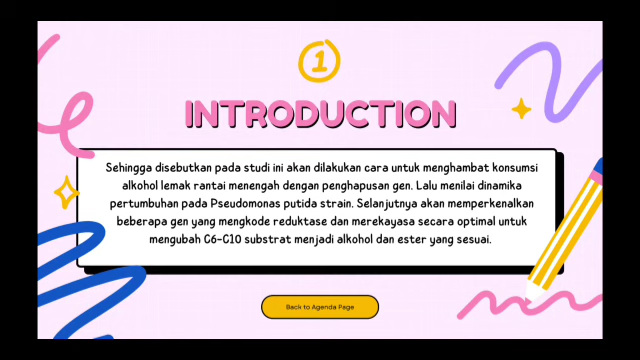 1
INTRODUCTION
Sehingga disebutkan pada studi ini akan dilakukan cara untuk menghambat konsumsi
alkohol lemak rantai menengah dengan penghapusan gen. Lalu menilai dinamika
pertumbuhan pada Pseudomonas putida strain. Selanjutnya akan memperkenalkan
beberapa gen yang mengkode reduktase dan merekayasa secara optimal untuk
mengubah C6-C10 substrat menjadi alkohol dan ester yang sesuai.
Back to Agenda Page